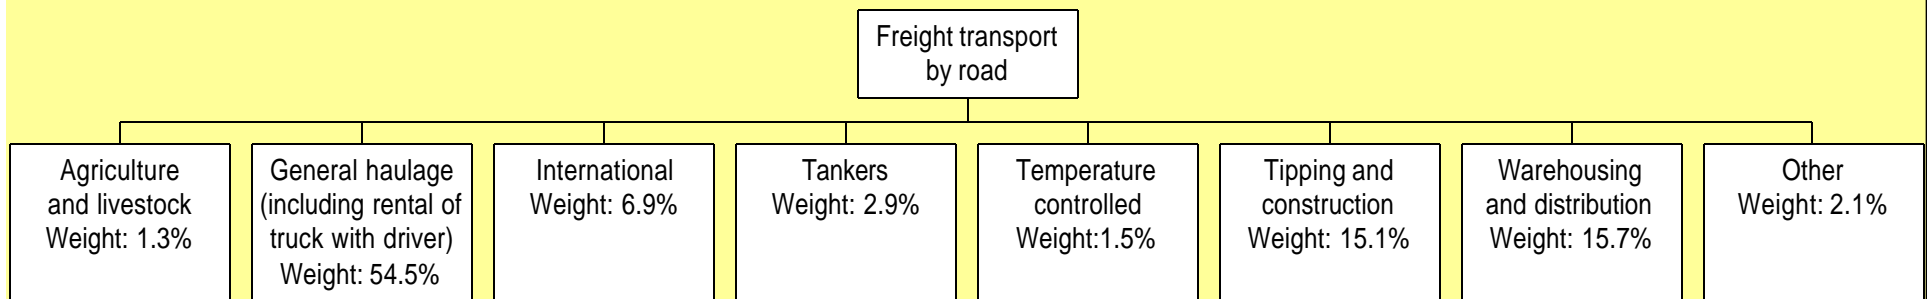 Freight transport
by road
Agriculture
and livestock
Weight: 1.3%
General haulage
(including rental of
truck with driver)
Weight: 54.5%
International
Weight: 6.9%
Tankers
Weight: 2.9%
Temperature
controlled
Weight:1.5%
Tipping and
construction
Weight: 15.1%
Warehousing
and distribution
Weight: 15.7%
Other
Weight: 2.1%